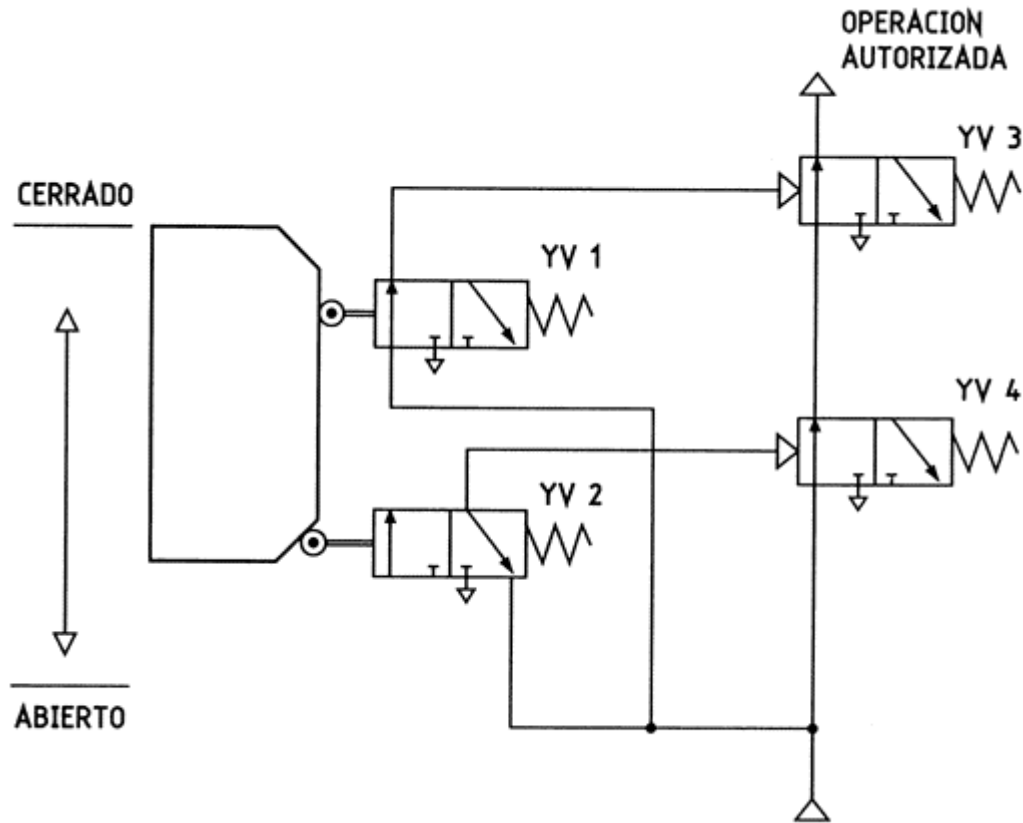 OPERACION
AUTORIZADA
YV 3
CERRADO
YV 1
YV 4
YV 2
ABIERTO